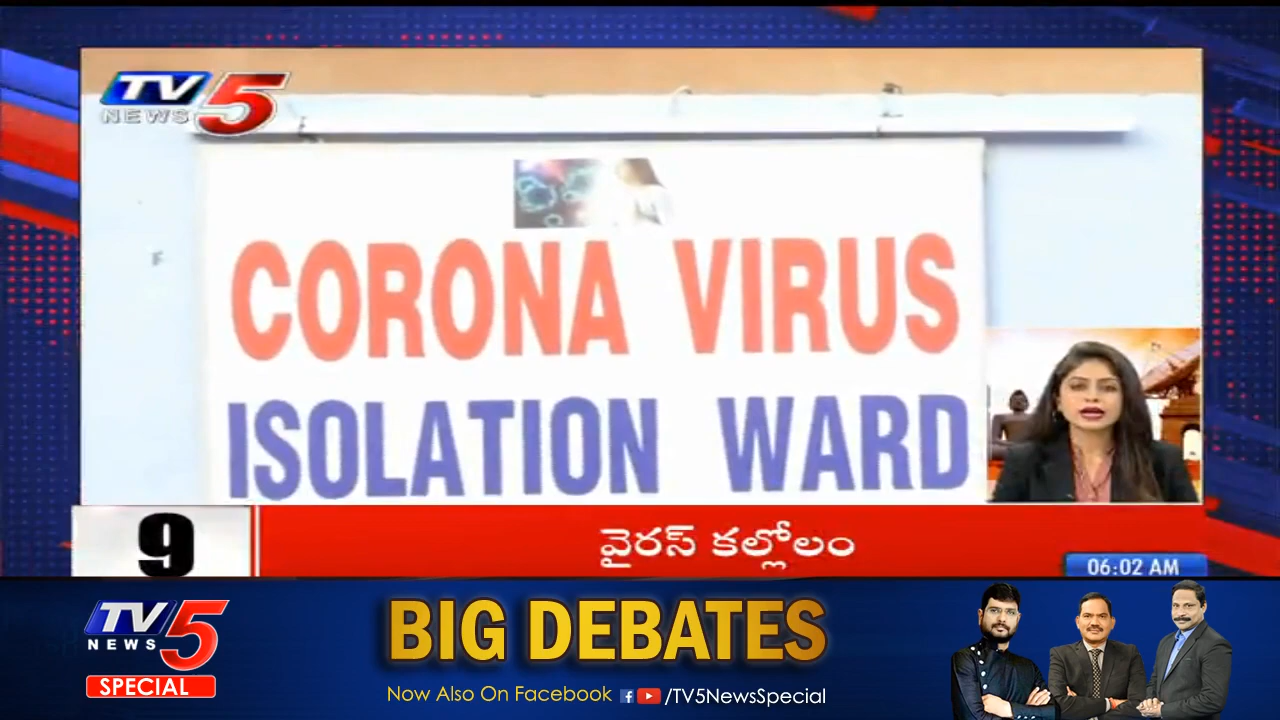 TV5
NEWS
CORONA VIRUS
ISOLATION WARD
9
వైరస్ కల్లోలం
06:02 AM
TV5
NEWS
SPECIAL
BIG DEBATES
Now Also On Facebook /TV5NewsSpecial